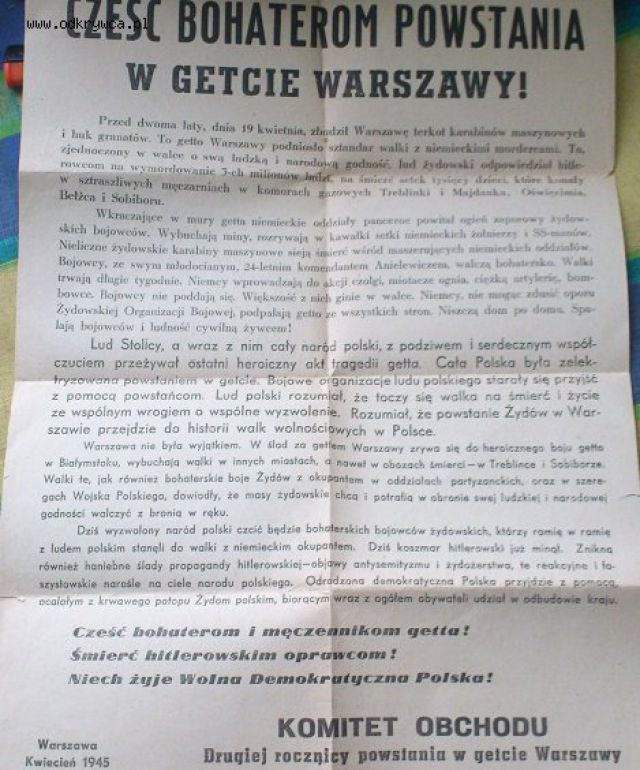 www.odkrywca.pl
CZEŚĆ BOHATEROM POWSTANIA
W GETCIE WARSZAWY!
Przed dwoma laty, dnia 19 kwietnia, zbudził Warszawę terkot karabinów maszynowych
i huk granatów. To getto Warszawy podniosło sztandar walki z niemieckimi mordercami. To,
zjednoczony w walce o swą ludzką i narodową godność, lud żydowski odpowiedział hitle-
rowcom na wymordowanie 3-ch milionów ludzi, na śmierć setek tysięcy dzieci, które konały
w sztraszliwych męczarniach w komorach gazowych Treblinki i Majdanka, Oświęcimia,
Bełżca i Sobiboru.
Wkraczające w mury getta niemieckie oddziały pancerne powitał ogień zaporowy żydow-
skich bojowców. Wybuchają miny, rozrywają w kawałki setki niemieckich żołnierzy i SS-manów.
Nieliczne żydowskie karabiny maszynowe sieją śmierć wśród maszerujących niemieckich oddziałów.
Bojowcy, ze swym młodocianym, 24-letnim komendantem Anielewiczem, walczą bohatersko. Walki
trwają długie tygodnie. Niemcy wprowadzają do akcji czołgi, miotacze ognia, ciężką artylerię, bom-
bowce. Bojowcy nie poddają się. Większość z nich ginie w walce. Niemcy, nie mogąc zdusić oporu
Żydowskiej Organizacji Bojowej, podpalają getto ze wszystkich stron. Niszczą dom po domu. Spa-
lają bojowców i ludność cywilną żywcem!
Lud Stolicy, a wraz z nim cały naród polski, z podziwem i serdecznym współ-
czuciem przeżywał ostatni heroiczny akt tragedii getta. Cała Polska była zelek-
tryzowana powstaniem w getcie. Bojowe organizacje ludu polskiego starały się przyjść
z pomocą powstańcom. Lud polski rozumiał, że toczy się walka na śmierć i życie
ze wspólnym wrogiem o wspólne wyzwolenie. Rozumiał, że powstanie Żydów w War-
szawie przejdzie do historii walk wolnościowych w Polsce.
Warszawa nie była wyjątkiem. W ślad za gettem Warszawy zrywa się do heroicznego boju getto
w Białymstoku, wybuchają walki w innych miastach, a nawet w obozach śmierci—w Treblince i Sobiborze.
Walki te, jak również bohaterskie boje Żydów z okupantem w oddziałach partyzanckich, oraz w szere-
gach Wojska Polskiego, dowiodły, że masy żydowskie chcą i potrafią w obronie swej ludzkiej i narodowej
godności walczyć z bronią w ręku.
Dziś wyzwolony naród polski czcić będzie bohaterskich bojowców żydowskich, którzy ramię w ramię
z ludem polskim stanęli do walki z niemieckim okupantem. Dziś koszmar hitlerowski już minął. Znikną
również haniebne ślady propagandy hitlerowskiej—objawy antysemityzmu i żydożerstwa, te reakcyjne i fa-
szystowskie narośle na ciele narodu polskiego. Odrodzona demokratyczna Polska przyjdzie z pomocą,
ocalałym z krwawego potopu Żydom polskim, biorącym wraz z ogółem obywateli udział w odbudowie kraju.
Cześć bohaterom i męczennikom getta!
Śmierć hitlerowskim oprawcom!
Niech żyje Wolna Demokratyczna Polska!
KOMITET OBCHODU
Drugiej rocznicy powstania w getcie Warszawy
Warszawa
Kwiecień 1945